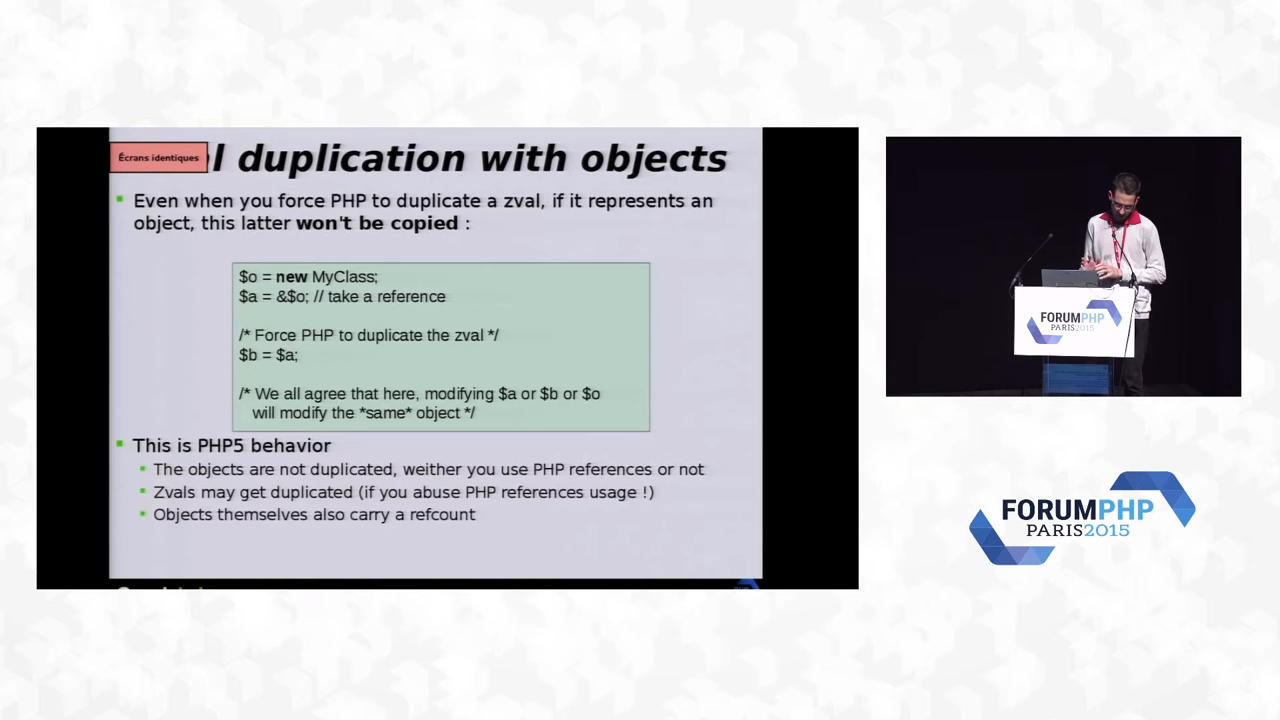 Écrans identiques
l duplication with objects
Even when you force PHP to duplicate a zval, if it represents an
object, this latter won't be copied :
$o = new MyClass;
$a = &$o; // take a reference
/* Force PHP to duplicate the zval */
$b = $a;
/* We all agree that here, modifying $a or $b or $o
will modify the *same* object */
This is PHP5 behavior
The objects are not duplicated, weither you use PHP references or not
Zvals may get duplicated (if you abuse PHP references usage !)
Objects themselves also carry a refcount
FORUMPHP
PARIS2015
FORUMPHP
PARIS2015